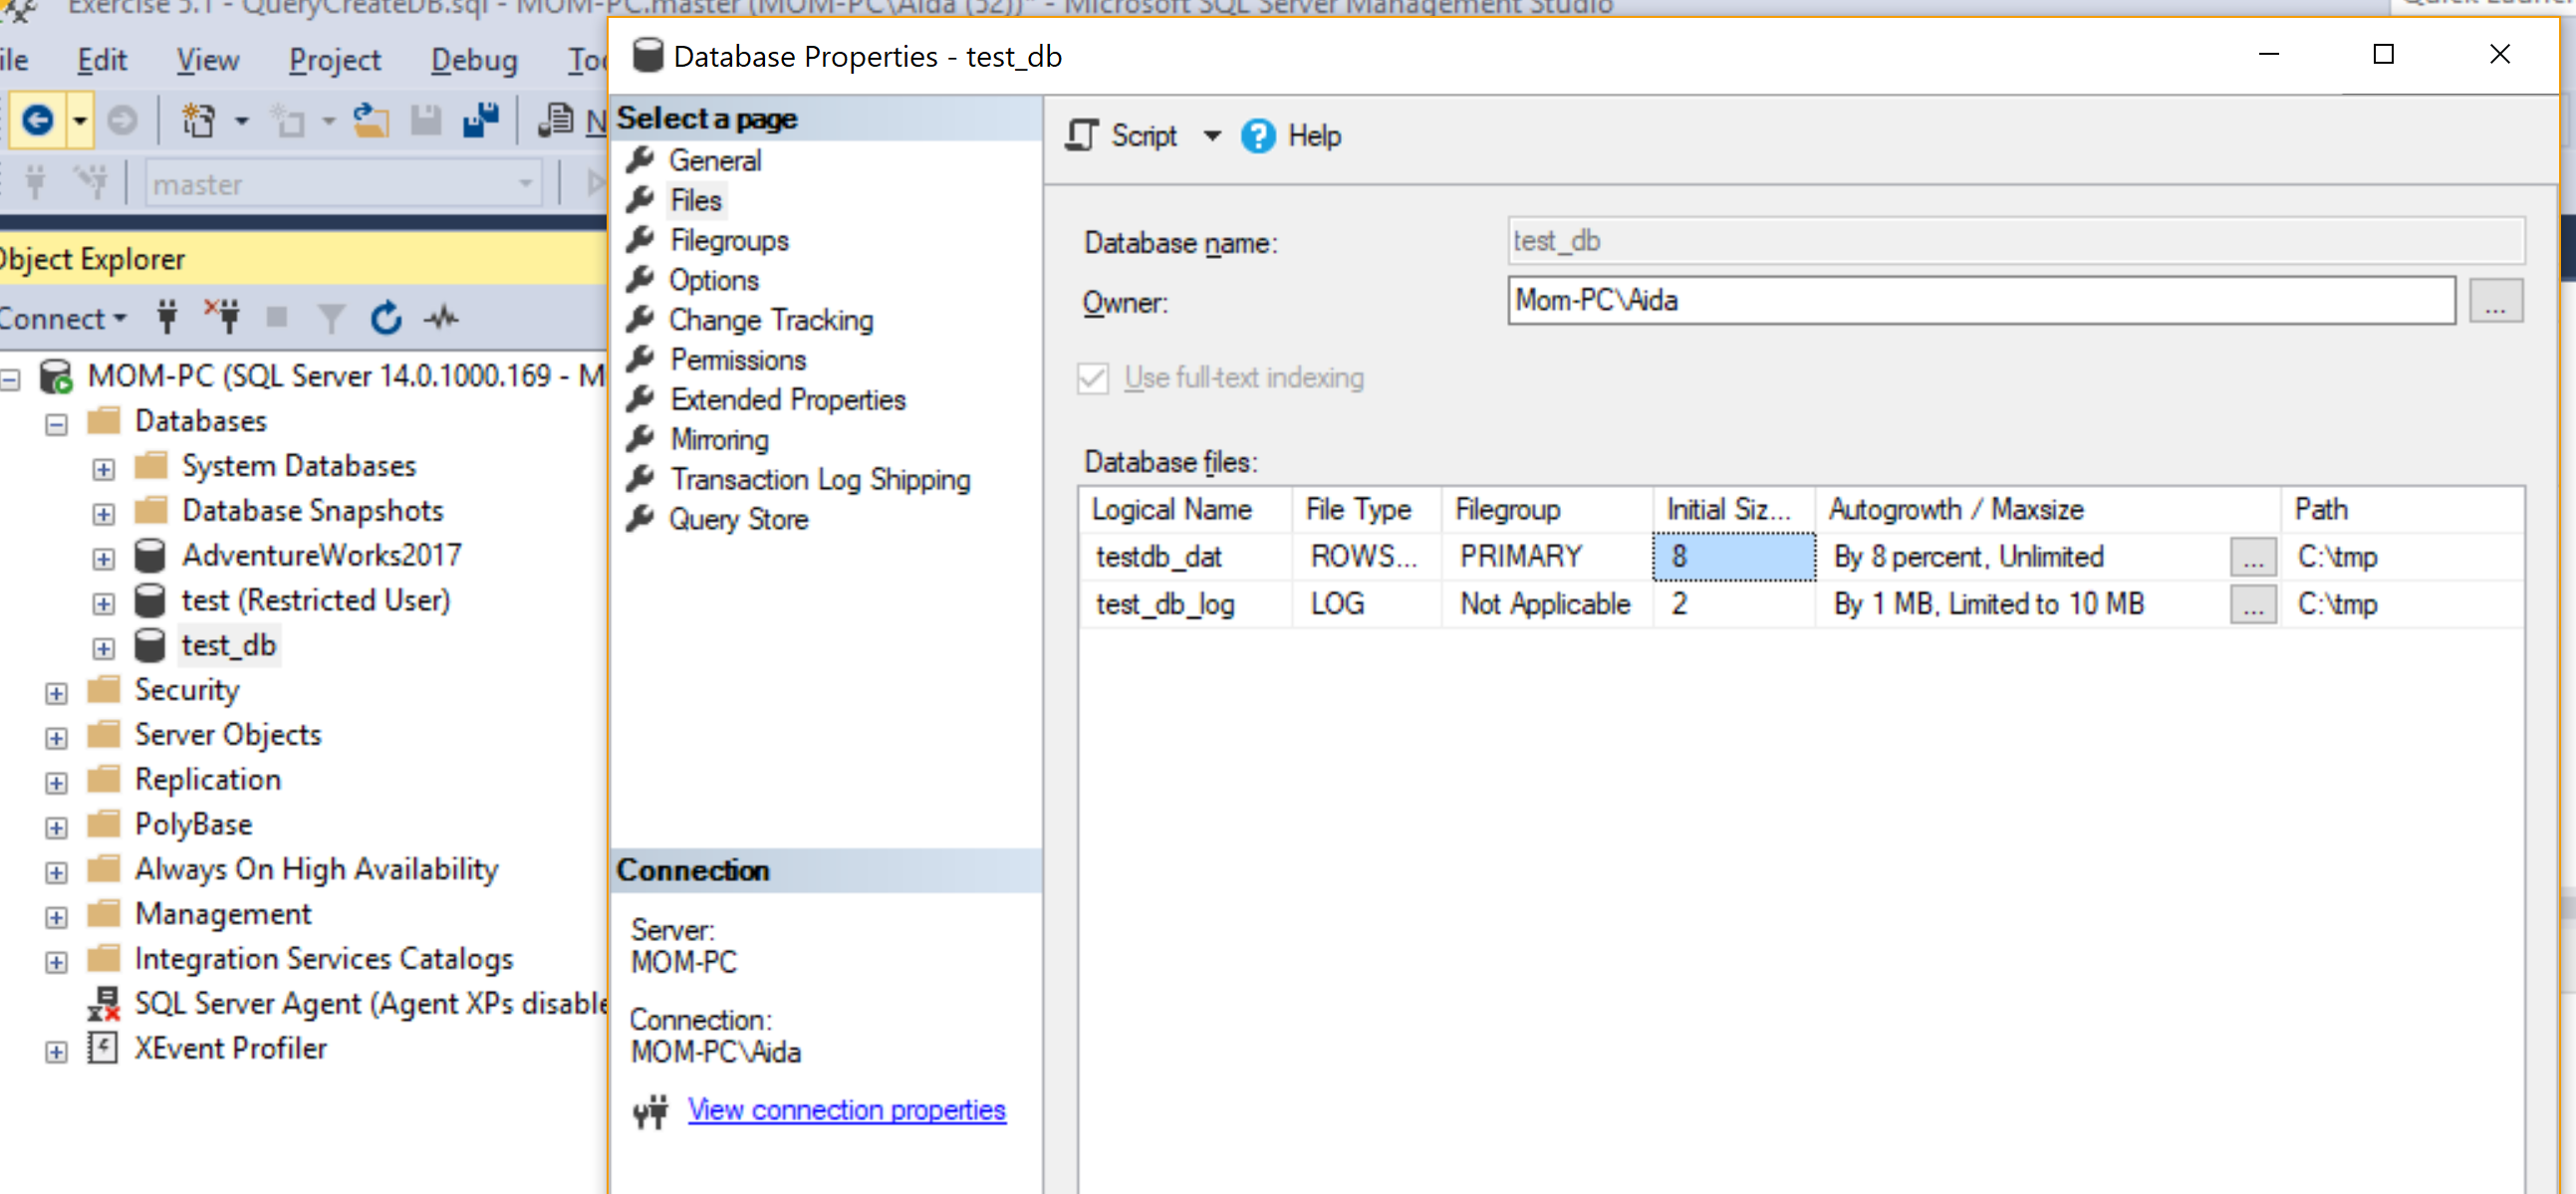 Exercise 5.1 - QueryCreateDB.sql - MOM-PC.master (MOM-PC\Aida (52))* - Microsoft SQL Server Management Studio
Edit View Project Debug
master
Object Explorer
Connect
MOM-PC (SQL Server 14.0.1000.169 - M
Databases
System Databases
Database Snapshots
AdventureWorks2017
test (Restricted User)
test_db
Security
Server Objects
Replication
PolyBase
Always On High Availability
Management
Integration Services Catalogs
SQL Server Agent (Agent XPs disable
XEvent Profiler
Database Properties - test_db
Select a page
General
Files
Filegroups
Options
Change Tracking
Permissions
Extended Properties
Mirroring
Transaction Log Shipping
Query Store
Connection
Server:
MOM-PC
Connection:
MOM-PC\Aida
View connection properties
Script Help
Database name: test_db
Owner: Mom-PC\Aida ...
Use full-text indexing
Database files:
Logical Name File Type Filegroup Initial Siz... Autogrowth / Maxsize Path
testdb_dat ROWS... PRIMARY 8 By 8 percent, Unlimited ... C:\tmp
test_db_log LOG Not Applicable 2 By 1 MB, Limited to 10 MB ... C:\tmp